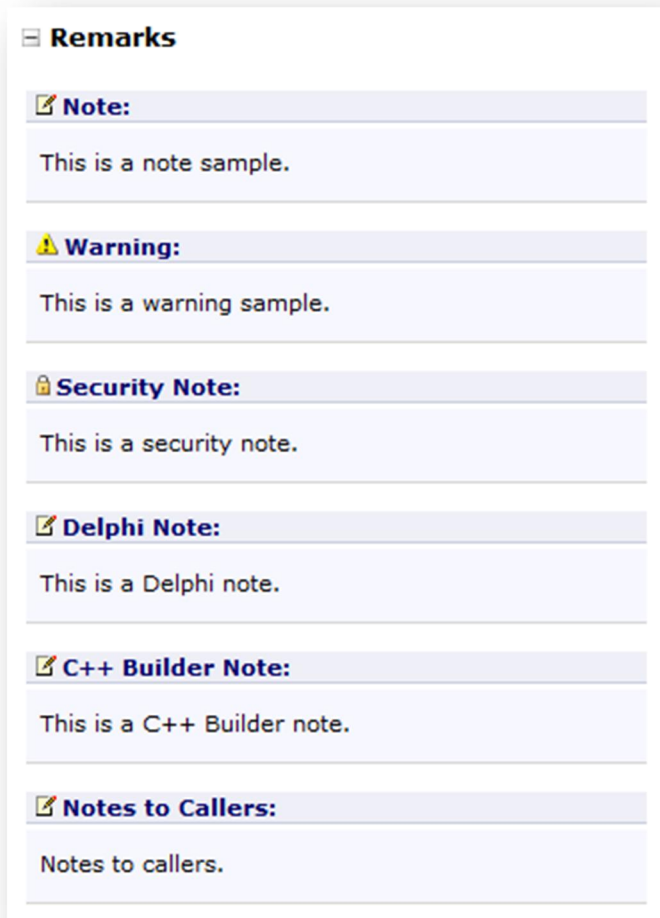 Remarks
Note:
This is a note sample.
Warning:
This is a warning sample.
Security Note:
This is a security note.
Delphi Note:
This is a Delphi note.
C++ Builder Note:
This is a C++ Builder note.
Notes to Callers:
Notes to callers.